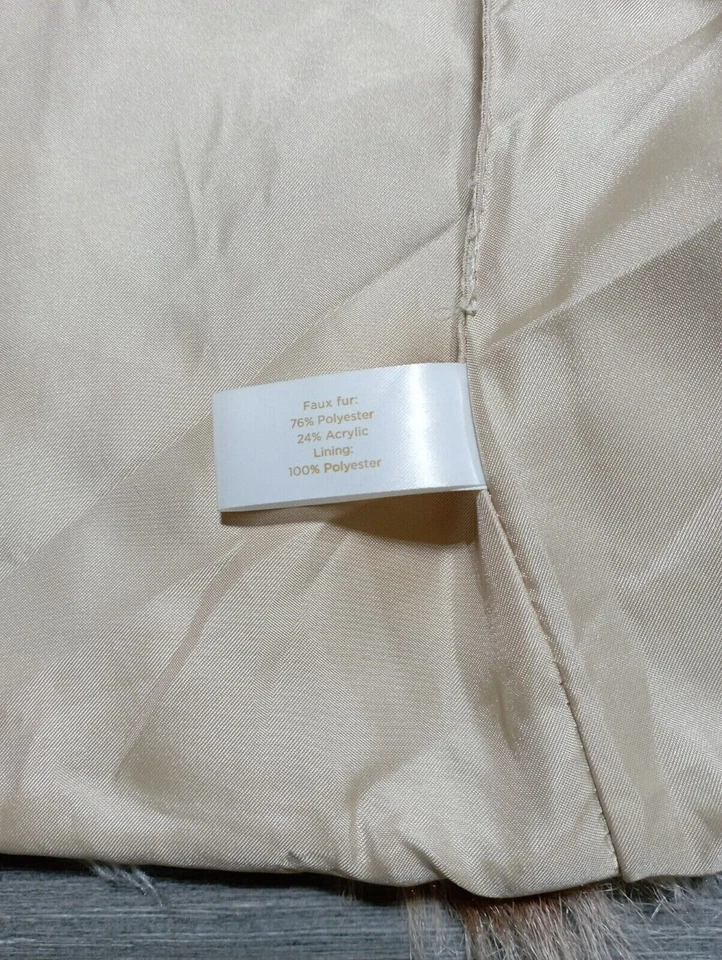 Faux fur:
76% Polyester
24% Acrylic
Lining:
100% Polyester